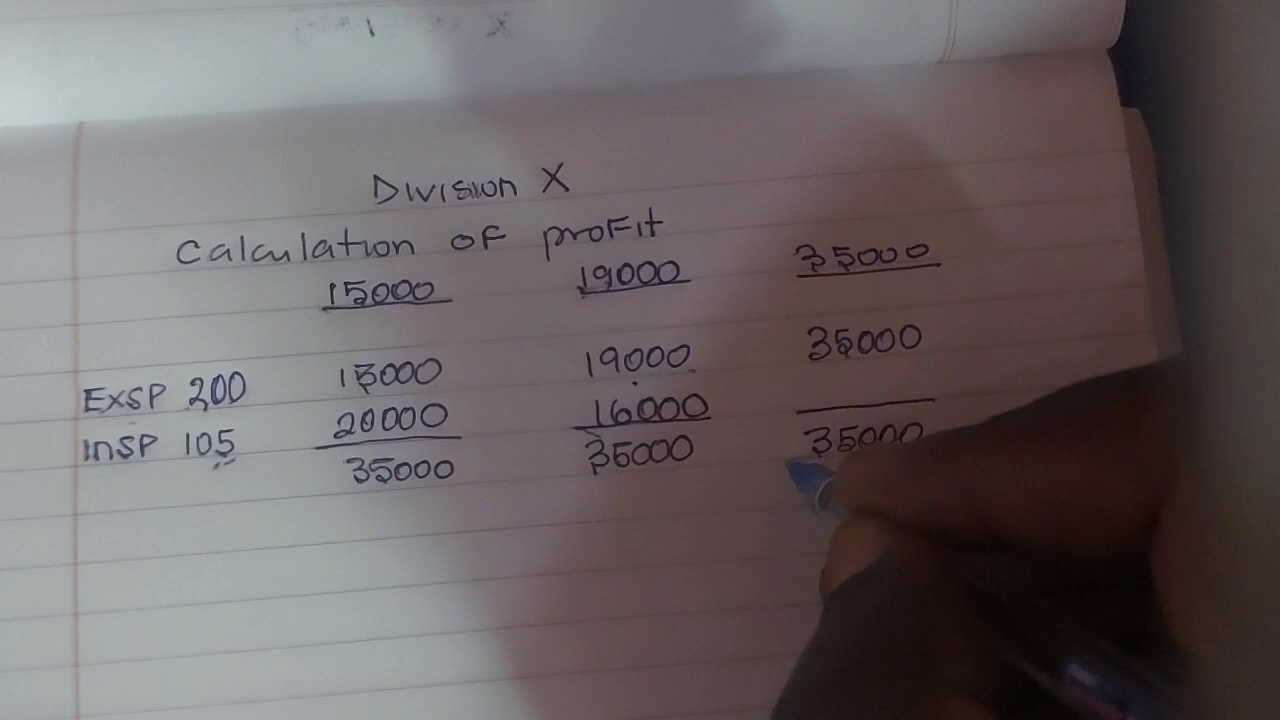 Division X
Calculation of profit
15000 19000 35000
EXSP 200 15000 19000 35000
INSP 105 20000 16000
35000 35000 35000